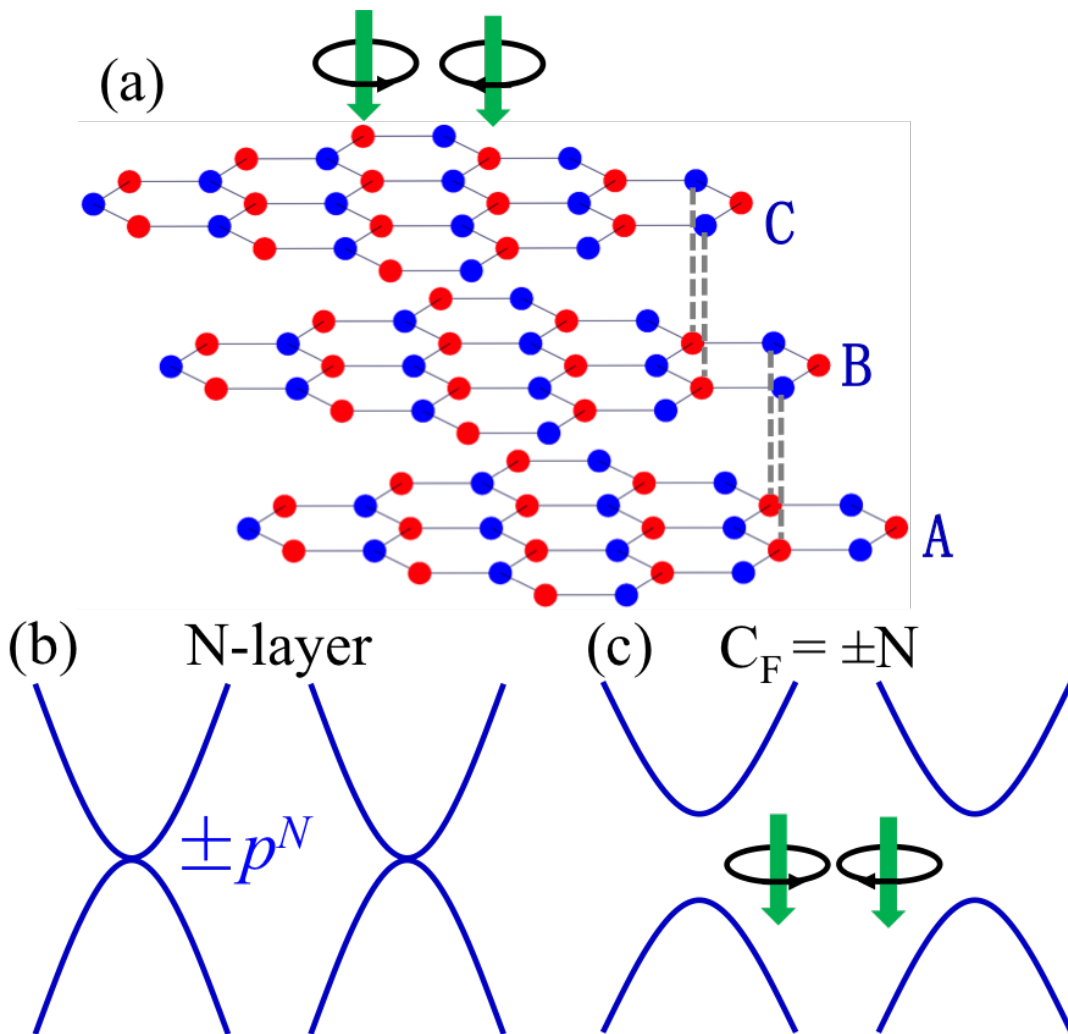 (a)
C
B
A
(b) N-layer
±p^N
(c) C_F = ±N